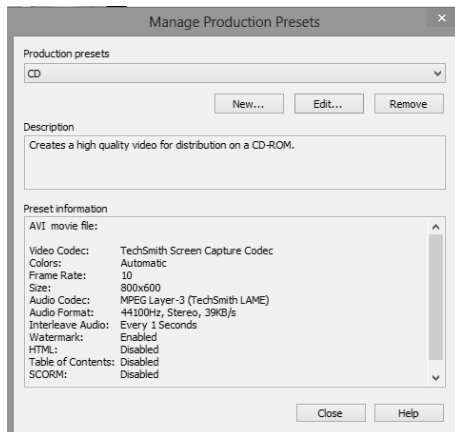 Manage Production Presets
Production presets
CD
New... Edit... Remove
Description
Creates a high quality video for distribution on a CD-ROM.
Preset information
AVI movie file:
Video Codec: TechSmith Screen Capture Codec
Colors: Automatic
Frame Rate: 10
Size: 800x600
Audio Codec: MPEG Layer-3 (TechSmith LAME)
Audio Format: 44100Hz, Stereo, 39KB/s
Interleave Audio: Every 1 Seconds
Watermark: Enabled
HTML: Disabled
Table of Contents: Disabled
SCORM: Disabled
Close Help